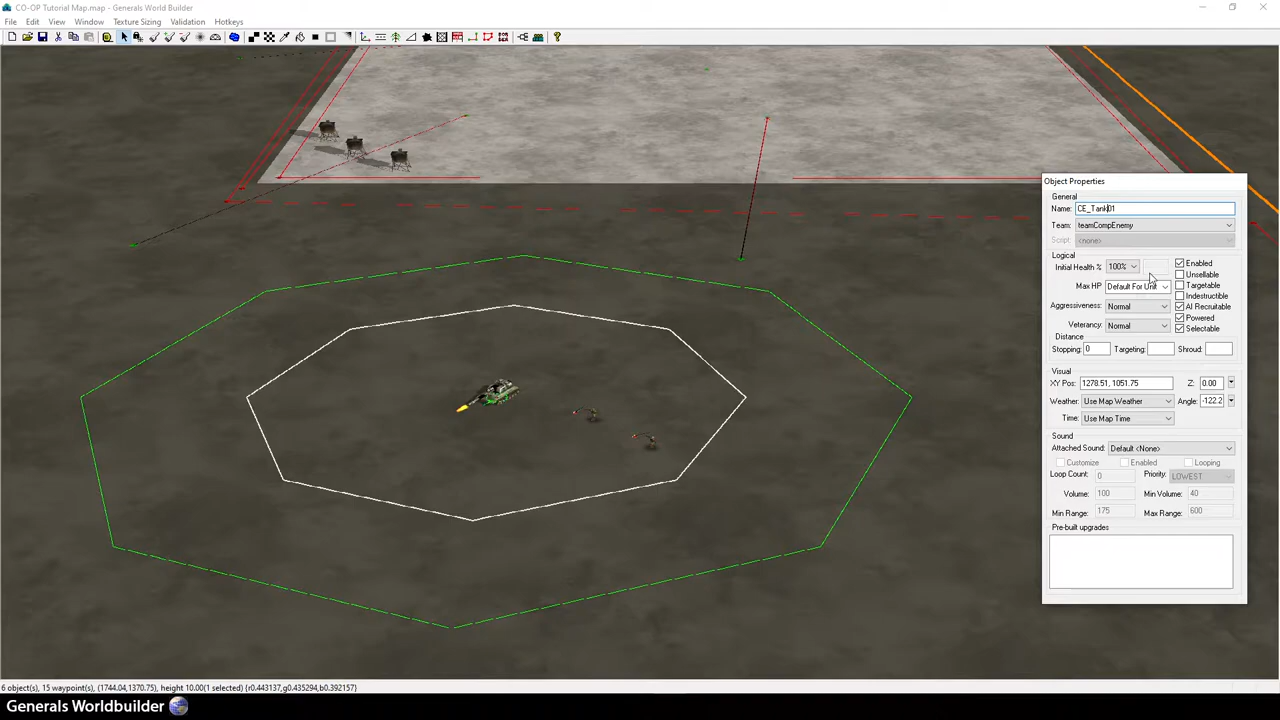 CO-OP Tutorial Map.map - Generals World Builder
File Edit View Window Texture Sizing Validation Hotkeys
Object Properties
General
Name: CE_Tank01
Team: teamCompEnemy
Script: <none>
Logical
Initial Health % 100%
Enabled
Unsellable
Max HP Default For Unit
Targetable
Indestructible
Aggressiveness: Normal
AI Recruitable
Powered
Veterancy: Normal
Selectable
Distance
Stopping: 0 Targeting: Shroud:
Visual
XY Pos: 1278.51, 1051.75 Z: 0.00
Weather: Use Map Weather Angle: -122.2
Time: Use Map Time
Sound
Attached Sound: Default <None>
Customize Enabled Looping
Loop Count: 0 Priority: LOWEST
Volume: 100 Min Volume: 40
Min Range: 175 Max Range: 600
Pre-built upgrades
6 object(s), 15 waypoint(s), (1744.04,1370.75), height 10.00(1 selected) {r0.443137,g0.435294,b0.392157}
Generals Worldbuilder